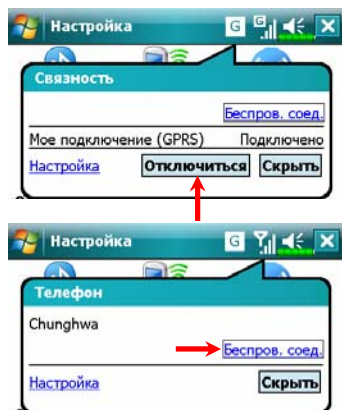 Настройка G G
Связность
Беспров. соед.
Мое подключение (GPRS) Подключено
Настройка Отключиться Скрыть
Настройка G
Телефон
Chunghwa
Беспров. соед.
Настройка Скрыть